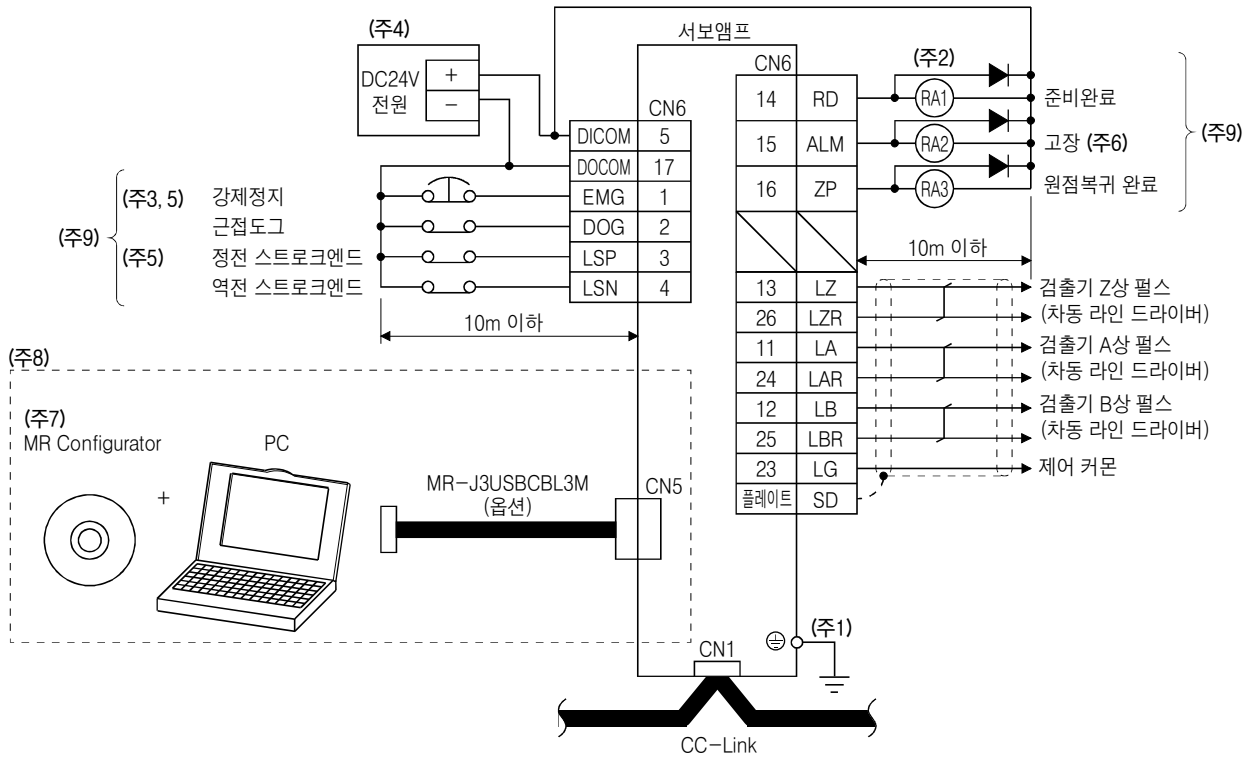 서보앰프
(주4)
DC24V
전원
+
−
CN6
DICOM 5
DOCOM 17
EMG 1
DOG 2
LSP 3
LSN 4
(주9)
(주3, 5) 강제정지
근접도그
(주5) 정전 스트로크엔드
역전 스트로크엔드
10m 이하
CN6
14 RD
15 ALM
16 ZP
13 LZ
26 LZR
11 LA
24 LAR
12 LB
25 LBR
23 LG
플레이트 SD
(주2)
RA1 준비완료
RA2 고장 (주6)
RA3 원점복귀 완료
(주9)
10m 이하
검출기 Z상 펄스
(차동 라인 드라이버)
검출기 A상 펄스
(차동 라인 드라이버)
검출기 B상 펄스
(차동 라인 드라이버)
제어 커몬
(주8)
(주7)
MR Configurator
+
PC
MR-J3USBCBL3M
(옵션)
CN5
(주1)
CN1
CC-Link